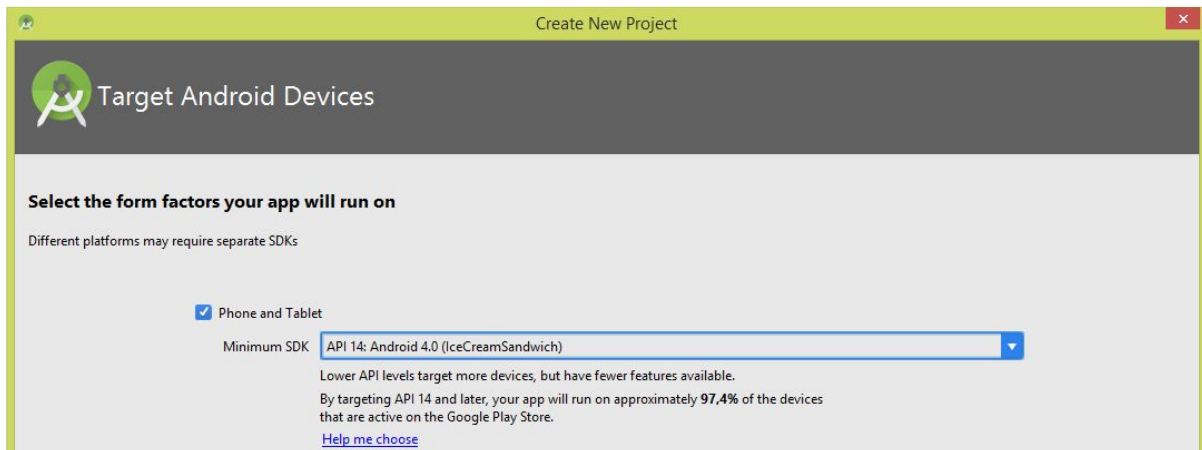 Create New Project
Target Android Devices
Select the form factors your app will run on
Different platforms may require separate SDKs
Phone and Tablet
Minimum SDK API 14: Android 4.0 (IceCreamSandwich)
Lower API levels target more devices, but have fewer features available.
By targeting API 14 and later, your app will run on approximately 97,4% of the devices
that are active on the Google Play Store.
Help me choose